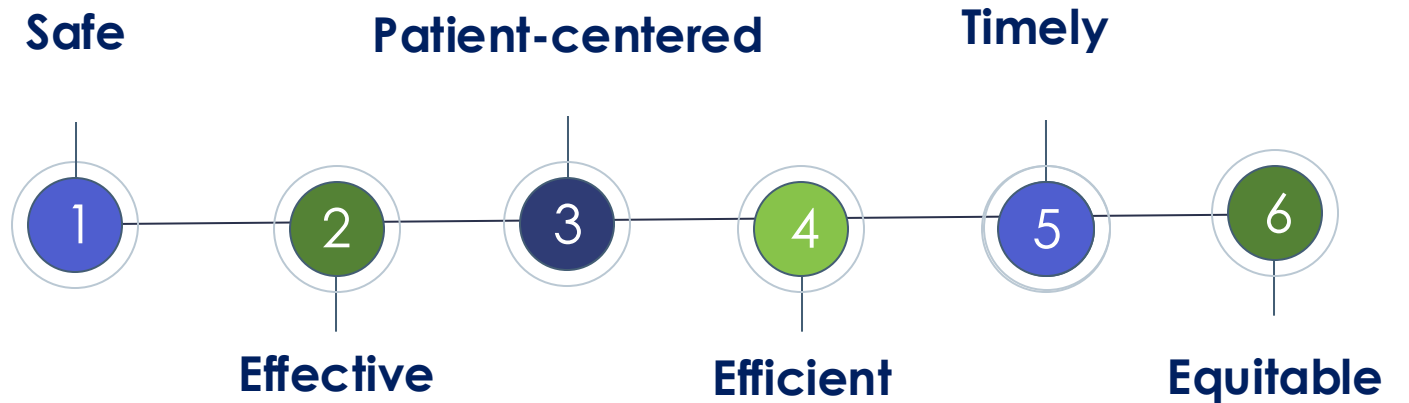 Safe
Patient-centered
Timely
1
2
3
4
5
6
Effective
Efficient
Equitable